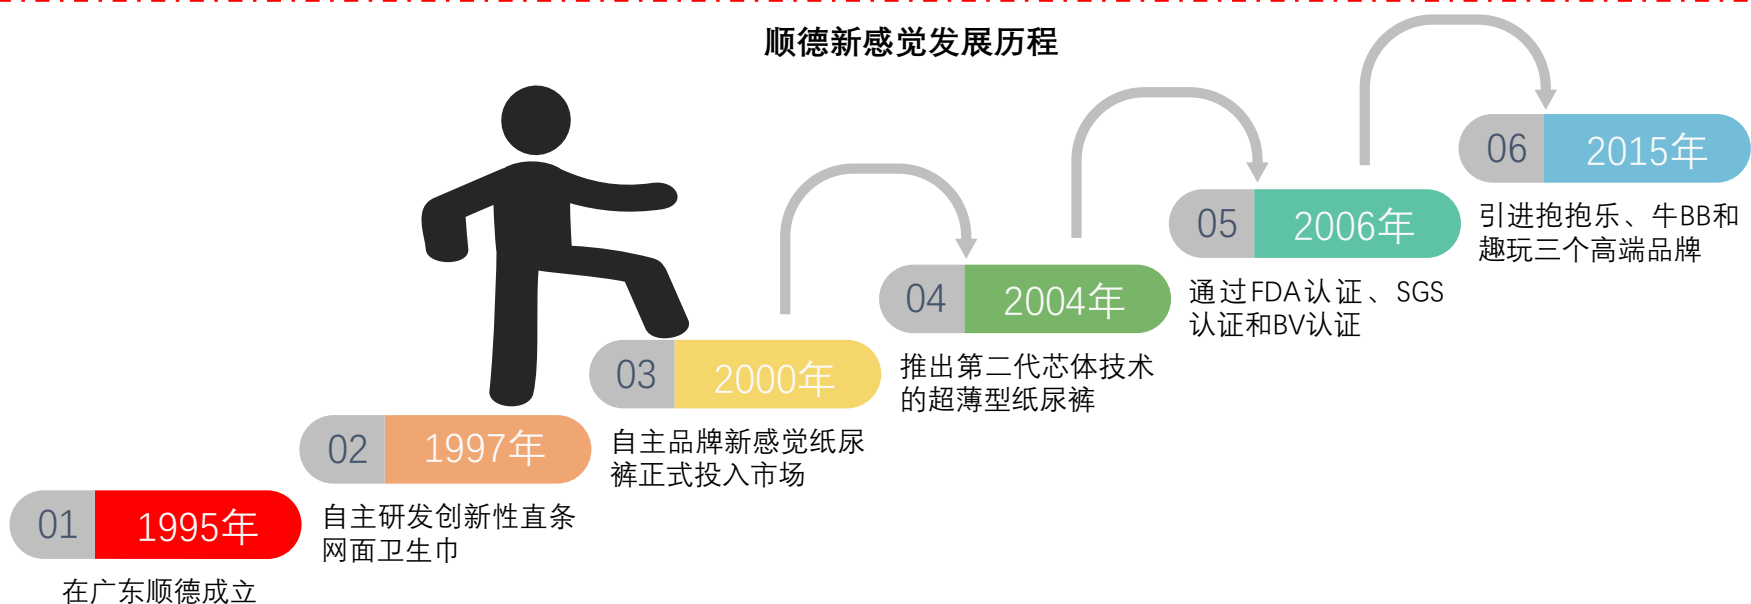 顺德新感觉发展历程
01
1995年
在广东顺德成立
02
1997年
自主研发创新性直条
网面卫生巾
03
2000年
自主品牌新感觉纸尿
裤正式投入市场
04
2004年
推出第二代芯体技术
的超薄型纸尿裤
05
2006年
通过FDA认证、SGS
认证和BV认证
06
2015年
引进抱抱乐、牛BB和
趣玩三个高端品牌